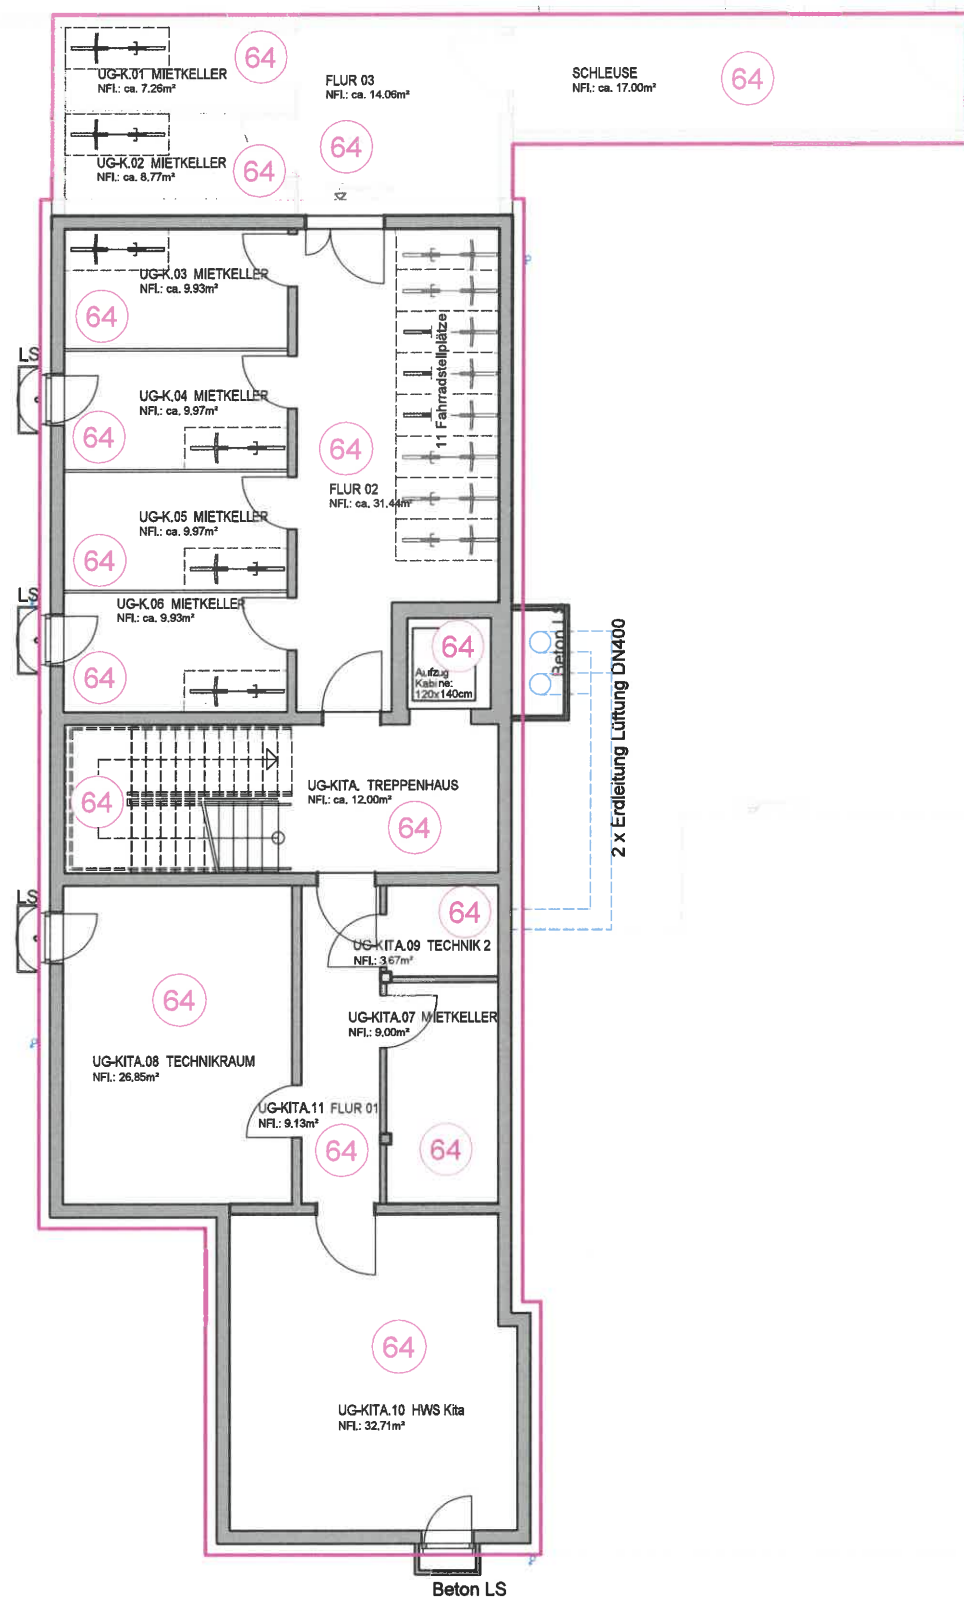 UG-K.01 MIETKELLER
NFl.: ca. 7.26m²
64
FLUR 03
NFl.: ca. 14.06m²
SCHLEUSE
NFl.: ca. 17.00m²
64
64
UG-K.02 MIETKELLER
NFl.: ca. 8,77m²
64
UG-K.03 MIETKELLER
NFl.: ca. 9.93m²
64
11 Fahrradstellplätze
LS
UG-K.04 MIETKELLER
NFl.: ca. 9.97m²
64
64
FLUR 02
NFl.: ca. 31.44m²
UG-K.05 MIETKELLER
NFl.: ca. 9.97m²
64
LS
UG-K.06 MIETKELLER
NFl.: ca. 9.93m²
64
64
Aufzug
Kabine:
120x140cm
Beton LS
2 x Erdleitung Lüftung DN400
UG-KITA. TREPPENHAUS
NFl.: ca. 12.00m²
64
64
LS
64
UG-KITA.09 TECHNIK 2
NFl.: 3.67m²
64
UG-KITA.07 MIETKELLER
NFl.: 9,00m²
UG-KITA.08 TECHNIKRAUM
NFl.: 26,85m²
UG-KITA.11 FLUR 01
NFl.: 9.13m²
64
64
64
UG-KITA.10 HWS Kita
NFl.: 32,71m²
Beton LS